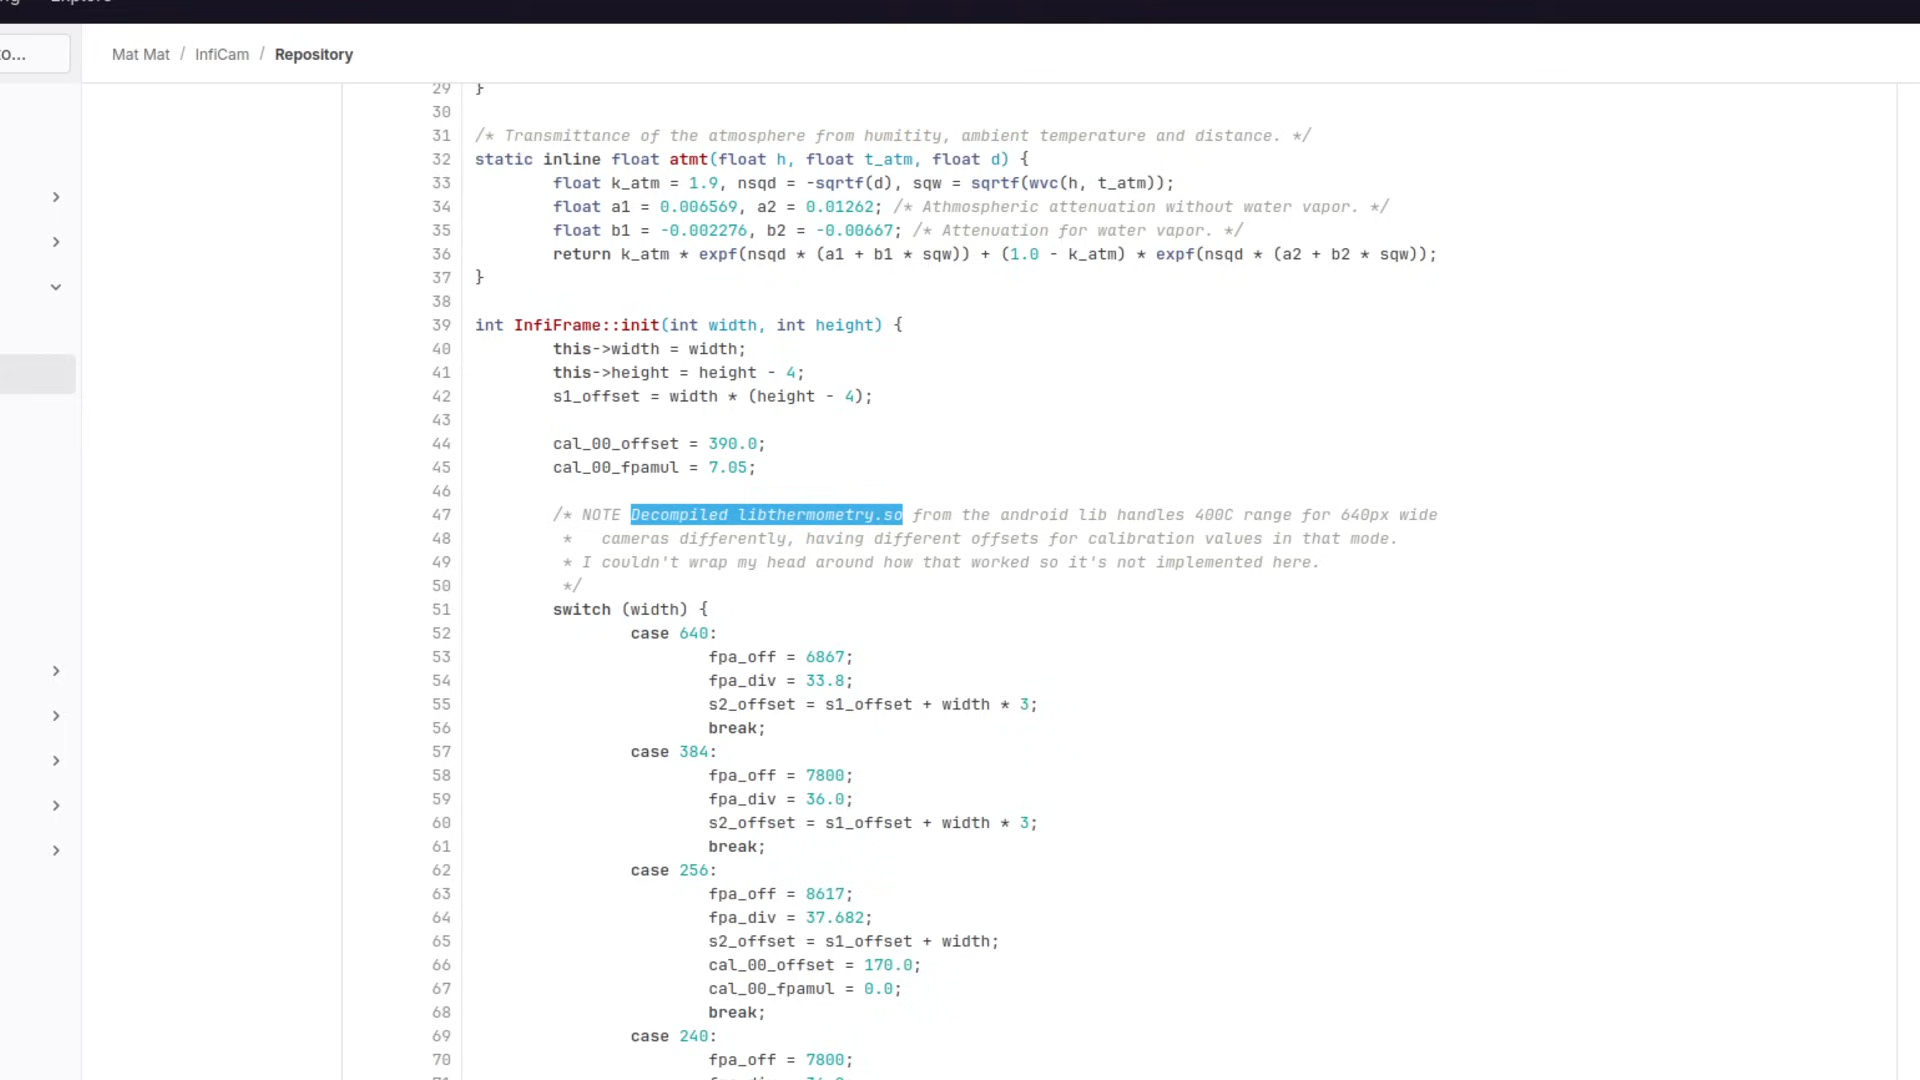 Explore
to...
Mat Mat / InfiCam / Repository
29 }
30
31 /* Transmittance of the atmosphere from humitity, ambient temperature and distance. */
32 static inline float atmt(float h, float t_atm, float d) {
33 float k_atm = 1.9, nsqd = -sqrtf(d), sqw = sqrtf(wvc(h, t_atm));
34 float a1 = 0.006569, a2 = 0.01262; /* Athmospheric attenuation without water vapor. */
35 float b1 = -0.002276, b2 = -0.00667; /* Attenuation for water vapor. */
36 return k_atm * expf(nsqd * (a1 + b1 * sqw)) + (1.0 - k_atm) * expf(nsqd * (a2 + b2 * sqw));
37 }
38
39 int InfiFrame::init(int width, int height) {
40 this->width = width;
41 this->height = height - 4;
42 s1_offset = width * (height - 4);
43
44 cal_00_offset = 390.0;
45 cal_00_fpamul = 7.05;
46
47 /* NOTE Decompiled libthermometry.so from the android lib handles 400C range for 640px wide
48 * cameras differently, having different offsets for calibration values in that mode.
49 * I couldn't wrap my head around how that worked so it's not implemented here.
50 */
51 switch (width) {
52 case 640:
53 fpa_off = 6867;
54 fpa_div = 33.8;
55 s2_offset = s1_offset + width * 3;
56 break;
57 case 384:
58 fpa_off = 7800;
59 fpa_div = 36.0;
60 s2_offset = s1_offset + width * 3;
61 break;
62 case 256:
63 fpa_off = 8617;
64 fpa_div = 37.682;
65 s2_offset = s1_offset + width;
66 cal_00_offset = 170.0;
67 cal_00_fpamul = 0.0;
68 break;
69 case 240:
70 fpa_off = 7800;